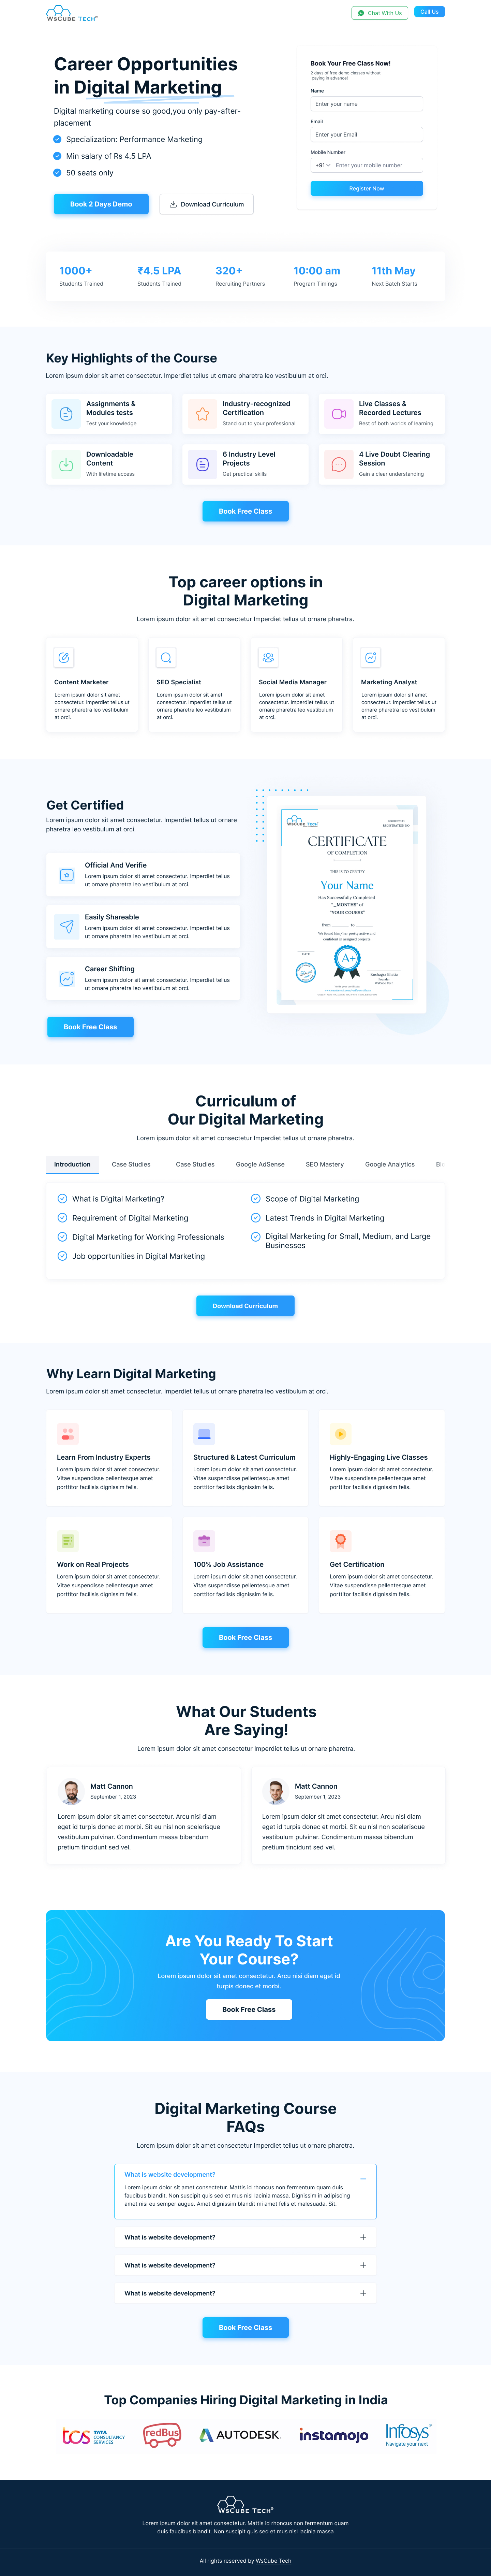 WsCube Tech®
Chat With Us
Call Us
Career Opportunities
in Digital Marketing
Digital marketing course so good,you only pay-after-
placement
Specialization: Performance Marketing
Min salary of Rs 4.5 LPA
50 seats only
Book 2 Days Demo
Download Curriculum
Book Your Free Class Now!
2 days of free demo classes without
paying in advance!
Name
Enter your name
Email
Enter your Email
Mobile Number
+91
Enter your mobile number
Register Now
1000+
Students Trained
₹4.5 LPA
Students Trained
320+
Recruiting Partners
10:00 am
Program Timings
11th May
Next Batch Starts
Key Highlights of the Course
Lorem ipsum dolor sit amet consectetur. Imperdiet tellus ut ornare pharetra leo vestibulum at orci.
Assignments &
Modules tests
Test your knowledge
Industry-recognized
Certification
Stand out to your professional
Live Classes &
Recorded Lectures
Best of both worlds of learning
Downloadable
Content
With lifetime access
6 Industry Level
Projects
Get practical skills
4 Live Doubt Clearing
Session
Gain a clear understanding
Book Free Class
Top career options in
Digital Marketing
Lorem ipsum dolor sit amet consectetur Imperdiet tellus ut ornare pharetra.
Content Marketer
Lorem ipsum dolor sit amet
consectetur. Imperdiet tellus ut
ornare pharetra leo vestibulum
at orci.
SEO Specialist
Lorem ipsum dolor sit amet
consectetur. Imperdiet tellus ut
ornare pharetra leo vestibulum
at orci.
Social Media Manager
Lorem ipsum dolor sit amet
consectetur. Imperdiet tellus ut
ornare pharetra leo vestibulum
at orci.
Marketing Analyst
Lorem ipsum dolor sit amet
consectetur. Imperdiet tellus ut
ornare pharetra leo vestibulum
at orci.
Get Certified
Lorem ipsum dolor sit amet consectetur. Imperdiet tellus ut ornare
pharetra leo vestibulum at orci.
Official And Verifie
Lorem ipsum dolor sit amet consectetur. Imperdiet tellus
ut ornare pharetra leo vestibulum at orci.
Easily Shareable
Lorem ipsum dolor sit amet consectetur. Imperdiet tellus
ut ornare pharetra leo vestibulum at orci.
Career Shifting
Lorem ipsum dolor sit amet consectetur. Imperdiet tellus
ut ornare pharetra leo vestibulum at orci.
Book Free Class
WsCube Tech
REGISTRATION NO.
CERTIFICATE
OF COMPLETION
THIS IS TO CERTIFY
Your Name
Has Successfully Completed
"_MONTHS" of
"YOUR COURSE"
From to
A+
Kushagra Bhatia
Founder
WsCube Tech
Curriculum of
Our Digital Marketing
Lorem ipsum dolor sit amet consectetur Imperdiet tellus ut ornare pharetra.
Introduction
Case Studies
Case Studies
Google AdSense
SEO Mastery
Google Analytics
What is Digital Marketing?
Scope of Digital Marketing
Requirement of Digital Marketing
Latest Trends in Digital Marketing
Digital Marketing for Working Professionals
Digital Marketing for Small, Medium, and Large
Businesses
Job opportunities in Digital Marketing
Download Curriculum
Why Learn Digital Marketing
Lorem ipsum dolor sit amet consectetur. Imperdiet tellus ut ornare pharetra leo vestibulum at orci.
Learn From Industry Experts
Lorem ipsum dolor sit amet consectetur.
Vitae suspendisse pellentesque amet
porttitor facilisis dignissim felis.
Structured & Latest Curriculum
Lorem ipsum dolor sit amet consectetur.
Vitae suspendisse pellentesque amet
porttitor facilisis dignissim felis.
Highly-Engaging Live Classes
Lorem ipsum dolor sit amet consectetur.
Vitae suspendisse pellentesque amet
porttitor facilisis dignissim felis.
Work on Real Projects
Lorem ipsum dolor sit amet consectetur.
Vitae suspendisse pellentesque amet
porttitor facilisis dignissim felis.
100% Job Assistance
Lorem ipsum dolor sit amet consectetur.
Vitae suspendisse pellentesque amet
porttitor facilisis dignissim felis.
Get Certification
Lorem ipsum dolor sit amet consectetur.
Vitae suspendisse pellentesque amet
porttitor facilisis dignissim felis.
Book Free Class
What Our Students
Are Saying!
Lorem ipsum dolor sit amet consectetur Imperdiet tellus ut ornare pharetra.
Matt Cannon
September 1, 2023
Lorem ipsum dolor sit amet consectetur. Arcu nisi diam
eget id turpis donec et morbi. Sit eu nisl non scelerisque
vestibulum pulvinar. Condimentum massa bibendum
pretium tincidunt sed vel.
Matt Cannon
September 1, 2023
Lorem ipsum dolor sit amet consectetur. Arcu nisi diam
eget id turpis donec et morbi. Sit eu nisl non scelerisque
vestibulum pulvinar. Condimentum massa bibendum
pretium tincidunt sed vel.
Are You Ready To Start
Your Course?
Lorem ipsum dolor sit amet consectetur. Arcu nisi diam eget id
turpis donec et morbi.
Book Free Class
Digital Marketing Course
FAQs
Lorem ipsum dolor sit amet consectetur Imperdiet tellus ut ornare pharetra.
What is website development?
Lorem ipsum dolor sit amet consectetur. Mattis id rhoncus non fermentum quam duis
faucibus blandit. Non suscipit quis sed et mus nisl lacinia massa. Dignissim in adipiscing
amet nisi eu semper augue. Amet dignissim blandit mi amet felis et malesuada. Sit.
What is website development?
What is website development?
What is website development?
Book Free Class
Top Companies Hiring Digital Marketing in India
tcs TATA
CONSULTANCY
SERVICES
redBus
AUTODESK.
instamojo
Infosys®
Navigate your next
WsCube Tech®
Lorem ipsum dolor sit amet consectetur. Mattis id rhoncus non fermentum quam
duis faucibus blandit. Non suscipit quis sed et mus nisl lacinia massa
All rights reserved by WsCube Tech